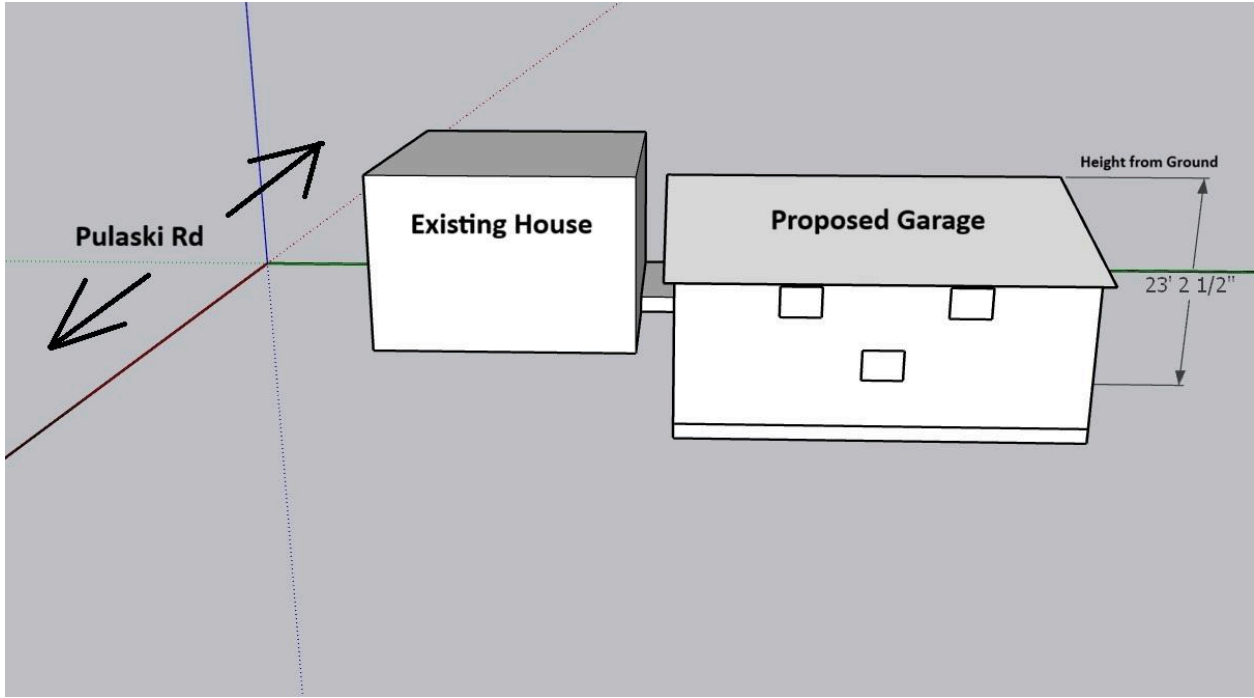 Height from Ground
Existing House
Proposed Garage
Pulaski Rd
23' 2 1/2"